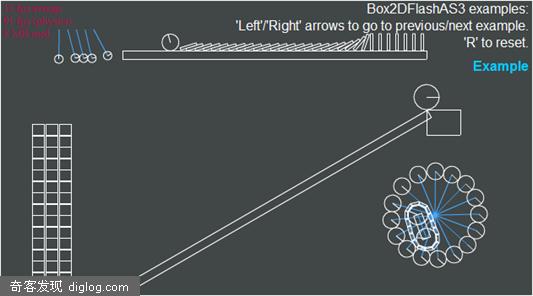 Box2DFlashAS3 examples:
'Left'/'Right' arrows to go to previous/next example.
'R' to reset.
Example
奇客发现 diglog.com